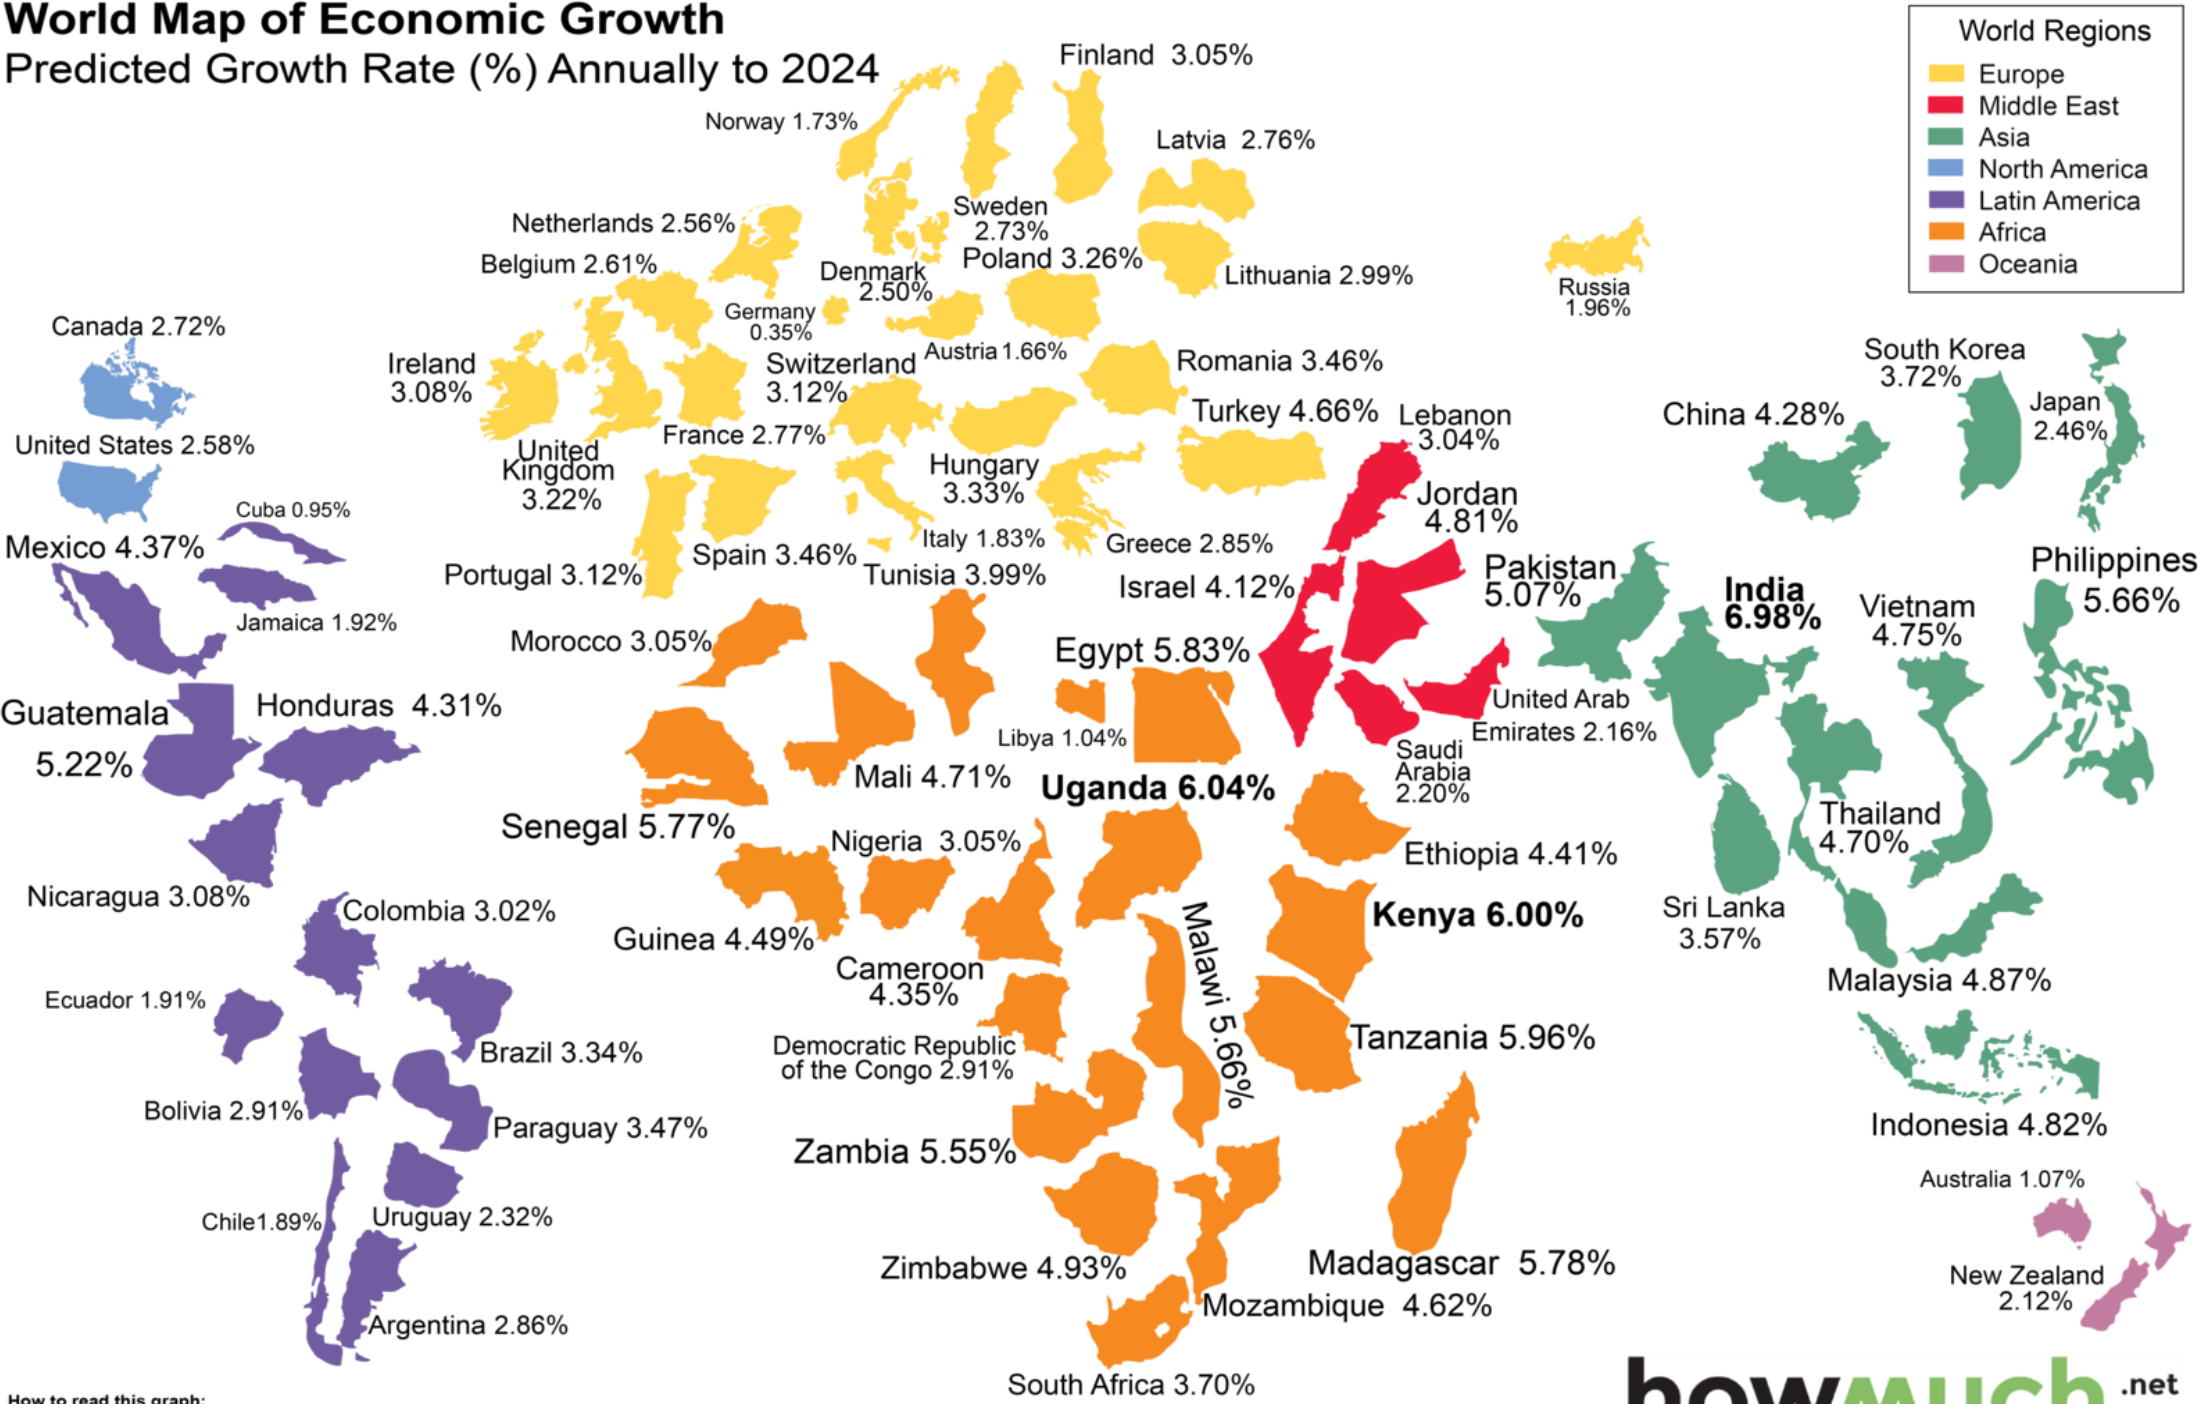 World Map of Economic Growth
Predicted Growth Rate (%) Annually to 2024
World Regions
Europe
Middle East
Asia
North America
Latin America
Africa
Oceania
Finland 3.05%
Norway 1.73%
Latvia 2.76%
Sweden
2.73%
Netherlands 2.56%
Belgium 2.61%
Denmark
2.50%
Poland 3.26%
Lithuania 2.99%
Russia
1.96%
Germany
0.35%
Austria 1.66%
Canada 2.72%
Ireland
3.08%
Switzerland
3.12%
Romania 3.46%
South Korea
3.72%
Japan
2.46%
China 4.28%
United States 2.58%
United
Kingdom
3.22%
France 2.77%
Hungary
3.33%
Turkey 4.66%
Lebanon
3.04%
Jordan
4.81%
Cuba 0.95%
Mexico 4.37%
Jamaica 1.92%
Portugal 3.12%
Spain 3.46%
Italy 1.83%
Greece 2.85%
Tunisia 3.99%
Israel 4.12%
Pakistan
5.07%
India
6.98%
Vietnam
4.75%
Philippines
5.66%
Morocco 3.05%
Egypt 5.83%
Libya 1.04%
United Arab
Emirates 2.16%
Saudi
Arabia
2.20%
Guatemala
5.22%
Honduras 4.31%
Mali 4.71%
Uganda 6.04%
Senegal 5.77%
Nigeria 3.05%
Ethiopia 4.41%
Thailand
4.70%
Nicaragua 3.08%
Colombia 3.02%
Guinea 4.49%
Kenya 6.00%
Sri Lanka
3.57%
Malaysia 4.87%
Cameroon
4.35%
Malawi 5.66%
Ecuador 1.91%
Brazil 3.34%
Democratic Republic
of the Congo 2.91%
Tanzania 5.96%
Bolivia 2.91%
Paraguay 3.47%
Zambia 5.55%
Indonesia 4.82%
Australia 1.07%
Chile1.89%
Uruguay 2.32%
Zimbabwe 4.93%
Madagascar 5.78%
Mozambique 4.62%
New Zealand
2.12%
Argentina 2.86%
South Africa 3.70%
How to read this graph:
howmuch.net